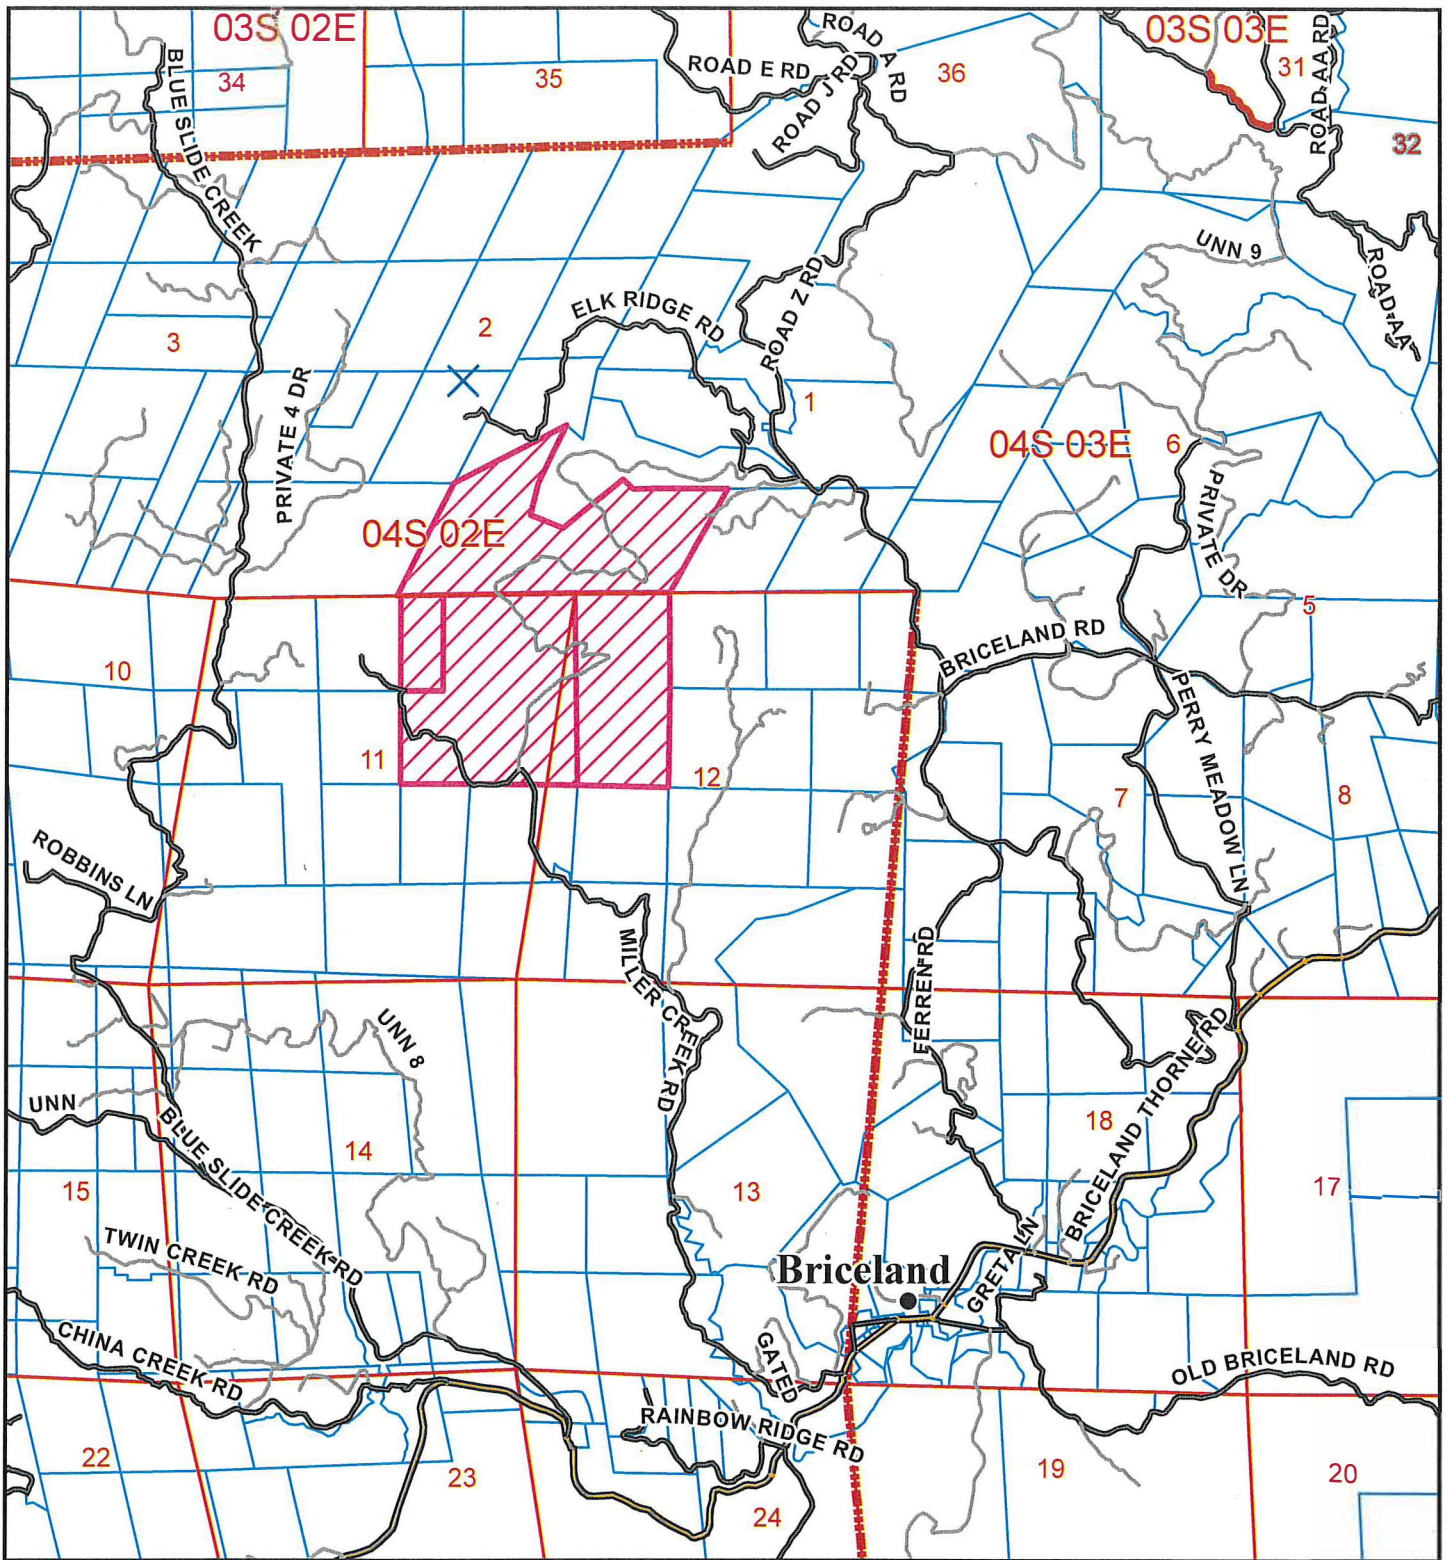 03S 02E
03S 03E
BLUE SLIDE CREEK
34
35
ROAD E RD
ROAD J RD
ROAD A RD
36
31
ROAD AA RD
32
UNN 9
ROAD AA
3
2
ELK RIDGE RD
ROAD Z RD
PRIVATE 4 DR
1
04S 03E
6
PRIVATE DR
04S 02E
5
10
BRICELAND RD
PERRY MEADOW LN
11
12
7
8
ROBBINS LN
MILLER CREEK RD
FERREN RD
UNN 8
UNN
BLUE SLIDE CREEK RD
14
BRICELAND THORNE RD
18
15
13
17
TWIN CREEK RD
Briceland
GRETA LN
CHINA CREEK RD
GATED
OLD BRICELAND RD
RAINBOW RIDGE RD
22
23
24
19
20